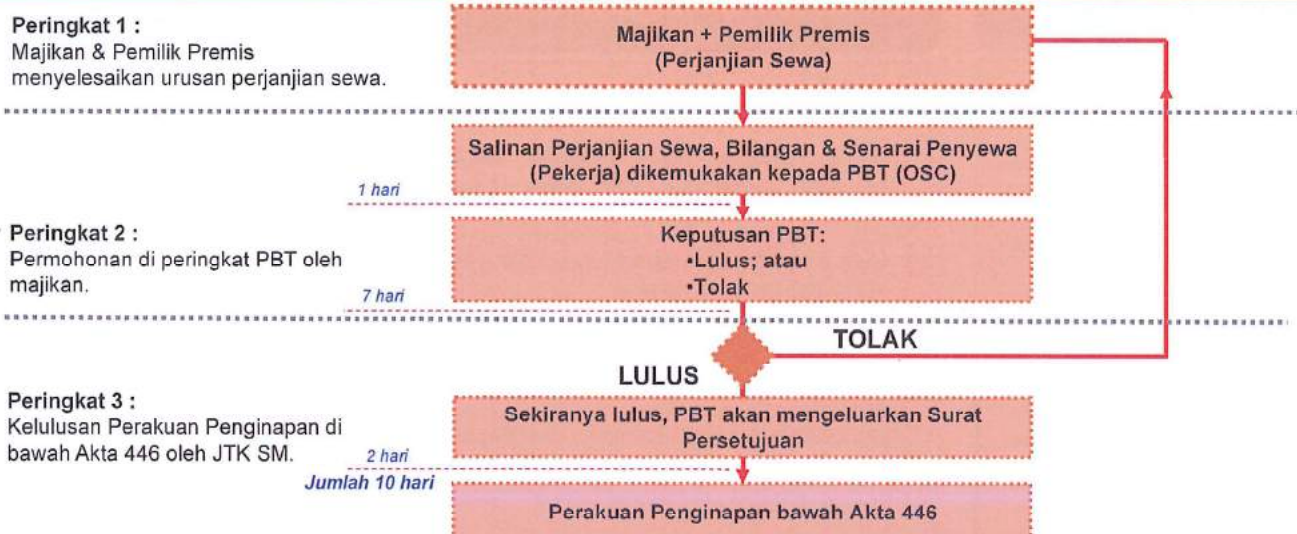 Peringkat 1 :
Majikan & Pemilik Premis
menyelesaikan urusan perjanjian sewa.
Majikan + Pemilik Premis
(Perjanjian Sewa)
Salinan Perjanjian Sewa, Bilangan & Senarai Penyewa
(Pekerja) dikemukakan kepada PBT (OSC)
1 hari
Peringkat 2 :
Permohonan di peringkat PBT oleh
majikan.
Keputusan PBT:
•Lulus; atau
•Tolak
7 hari
TOLAK
LULUS
Peringkat 3 :
Kelulusan Perakuan Penginapan di
bawah Akta 446 oleh JTK SM.
Sekiranya lulus, PBT akan mengeluarkan Surat
Persetujuan
2 hari
Jumlah 10 hari
Perakuan Penginapan bawah Akta 446